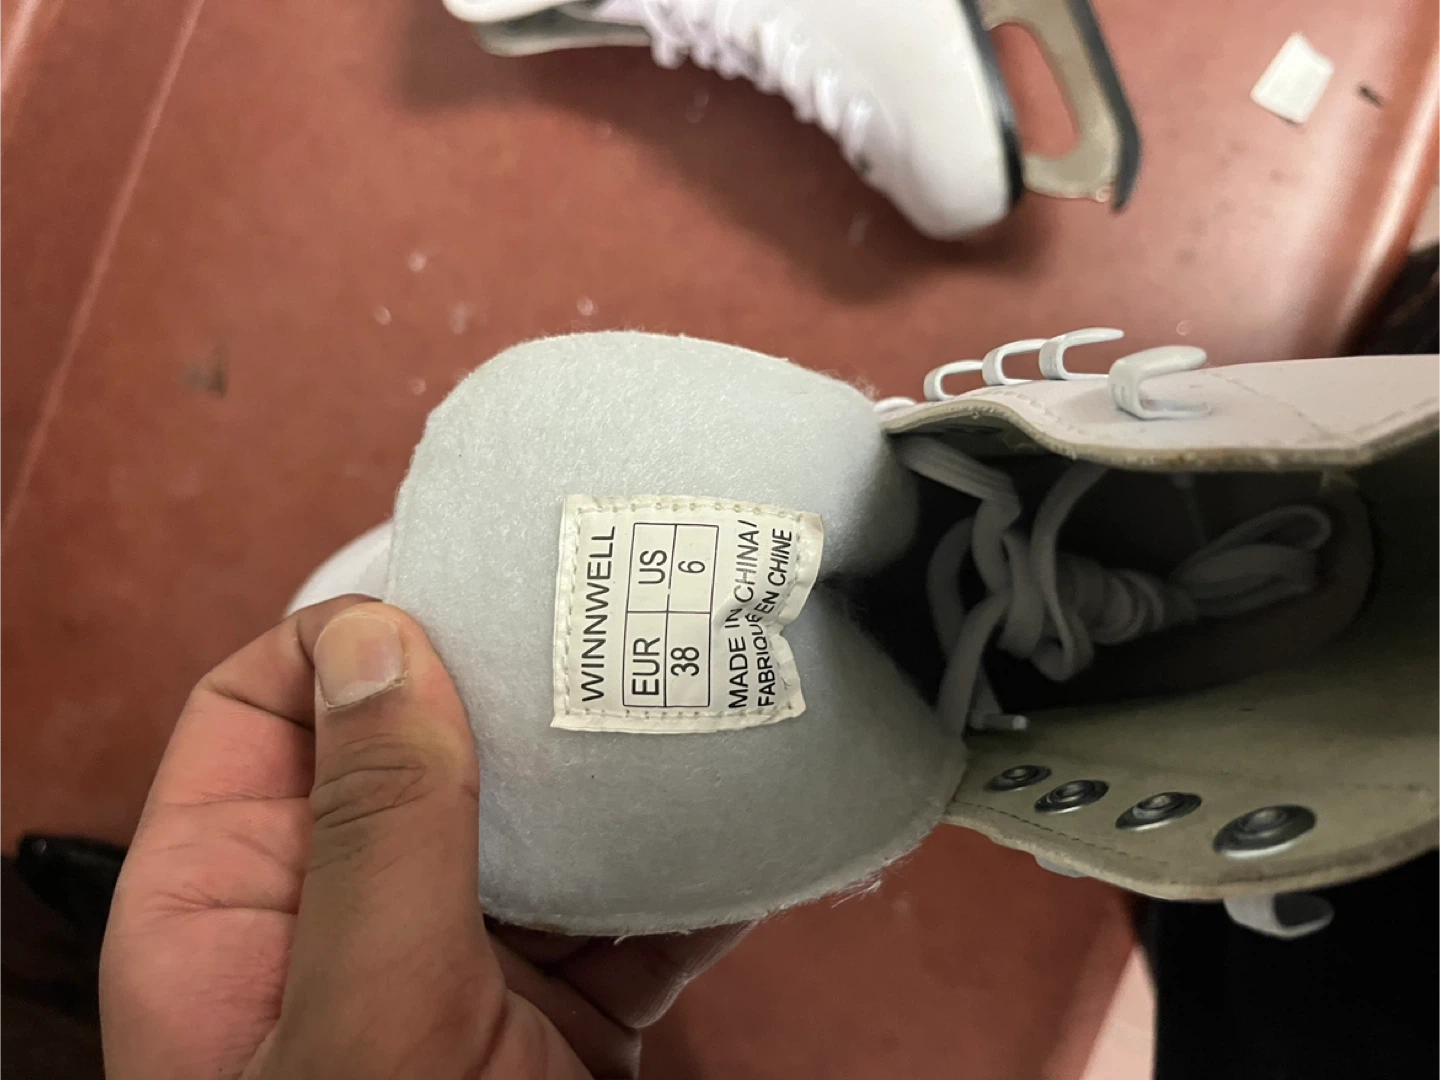 WINNWELL
EUR US
38 6
MADE IN CHINA/
FABRIQUÉ EN CHINE